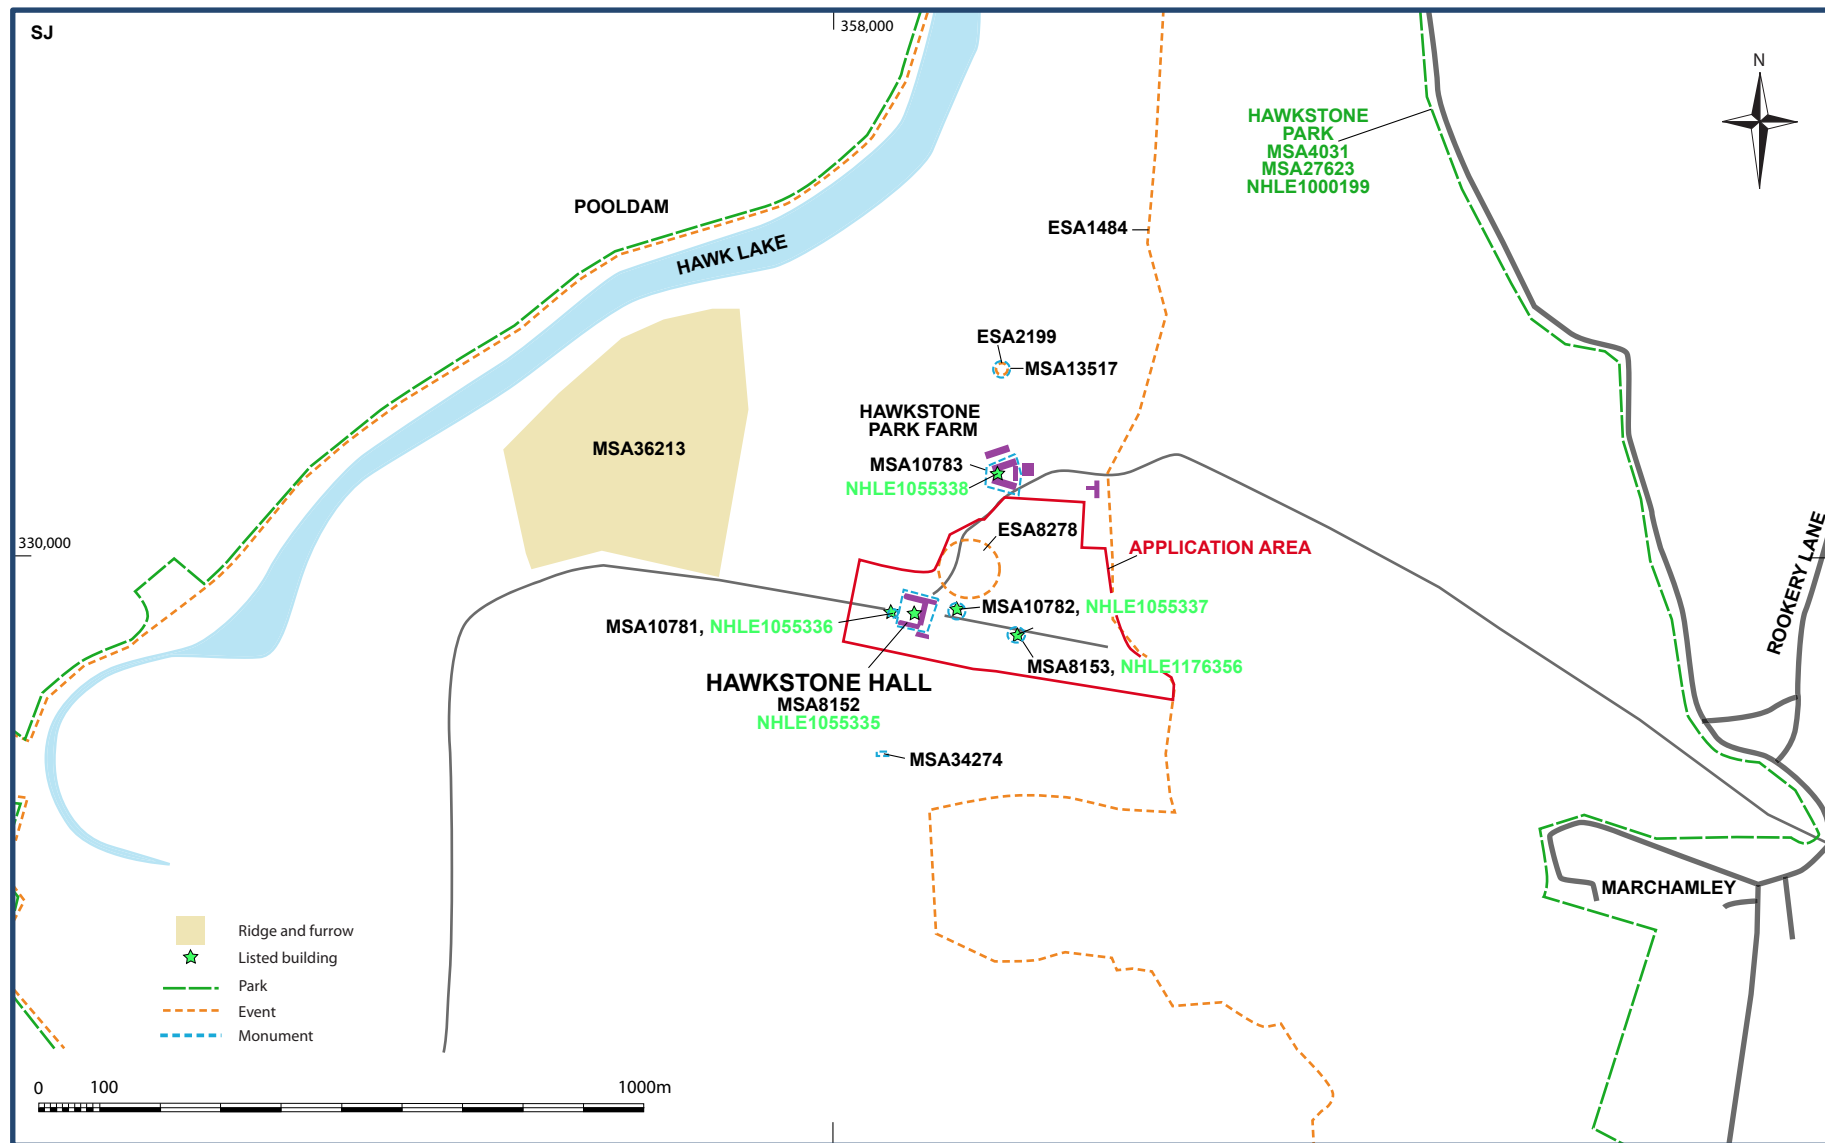 SJ
358,000
N
HAWKSTONE
PARK
MSA4031
MSA27623
NHLE1000199
POOLDAM
ESA1484
HAWK LAKE
ESA2199
MSA13517
HAWKSTONE
PARK FARM
MSA36213
MSA10783
NHLE1055338
330,000
ESA8278
APPLICATION AREA
ROOKERY LANE
MSA10782, NHLE1055337
MSA10781, NHLE1055336
MSA8153, NHLE1176356
HAWKSTONE HALL
MSA8152
NHLE1055335
MSA34274
MARCHAMLEY
Ridge and furrow
Listed building
Park
Event
Monument
0 100 1000m